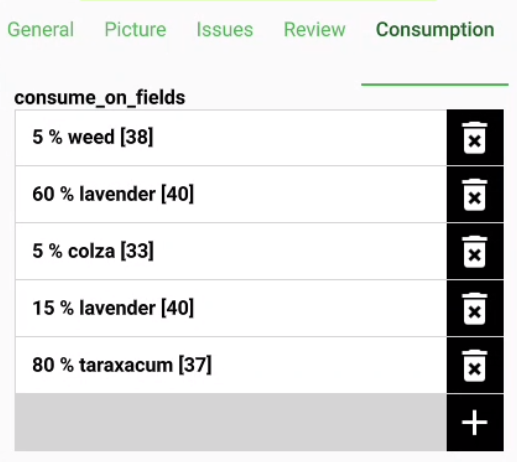 General Picture Issues Review Consumption
consume_on_fields
5 % weed [38]
60 % lavender [40]
5 % colza [33]
15 % lavender [40]
80 % taraxacum [37]